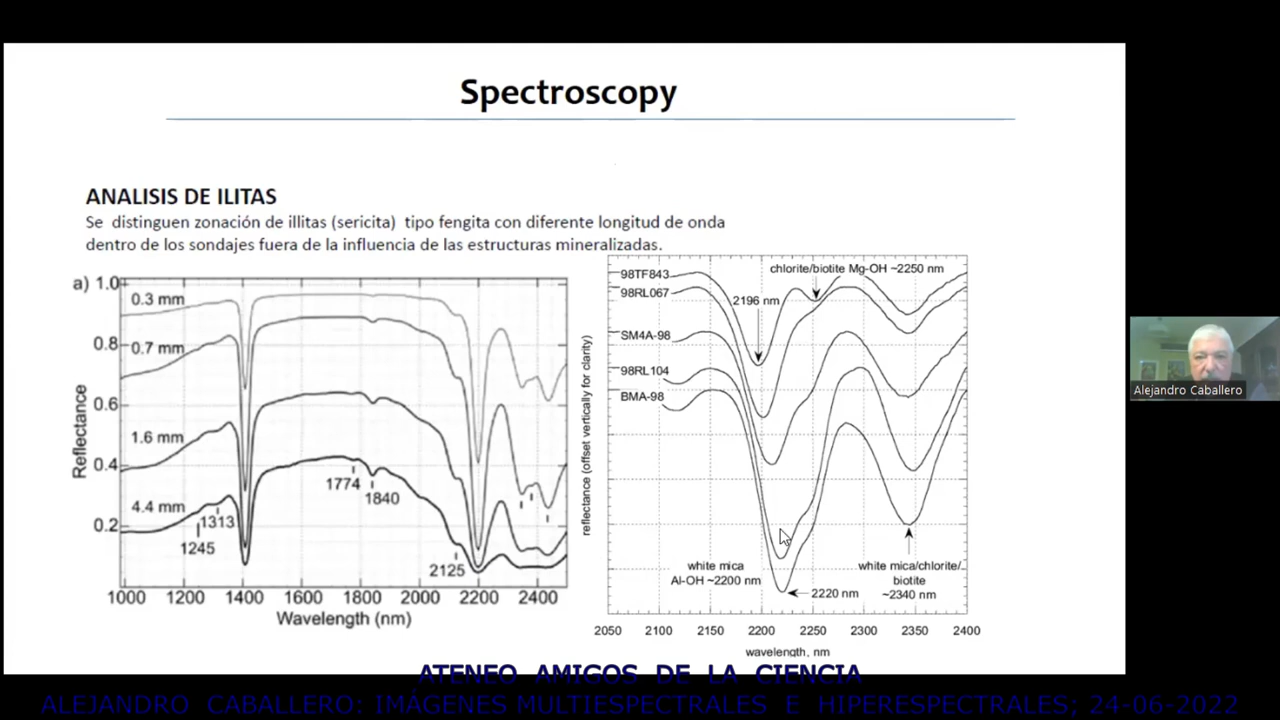 Spectroscopy
ANALISIS DE ILITAS
Se distinguen zonación de illitas (sericita) tipo fengita con diferente longitud de onda
dentro de los sondajes fuera de la influencia de las estructuras mineralizadas.
a)
1.0
0.8
0.6
0.4
0.2
Reflectance
0.3 mm
0.7 mm
1.6 mm
4.4 mm
1245
1313
1774
1840
2125
1000 1200 1400 1600 1800 2000 2200 2400
Wavelength (nm)
reflectance (offset vertically for clarity)
98TF843
98RL067
SM4A-98
98RL104
BMA-98
chlorite/biotite Mg-OH ~2250 nm
2196 nm
white mica
Al-OH ~2200 nm
2220 nm
white mica/chlorite/
biotite
~2340 nm
2050 2100 2150 2200 2250 2300 2350 2400
wavelength, nm
Alejandro Caballero
ATENEO AMIGOS DE LA CIENCIA
ALEJANDRO CABALLERO: IMÁGENES MULTIESPECTRALES E HIPERESPECTRALES; 24-06-2022